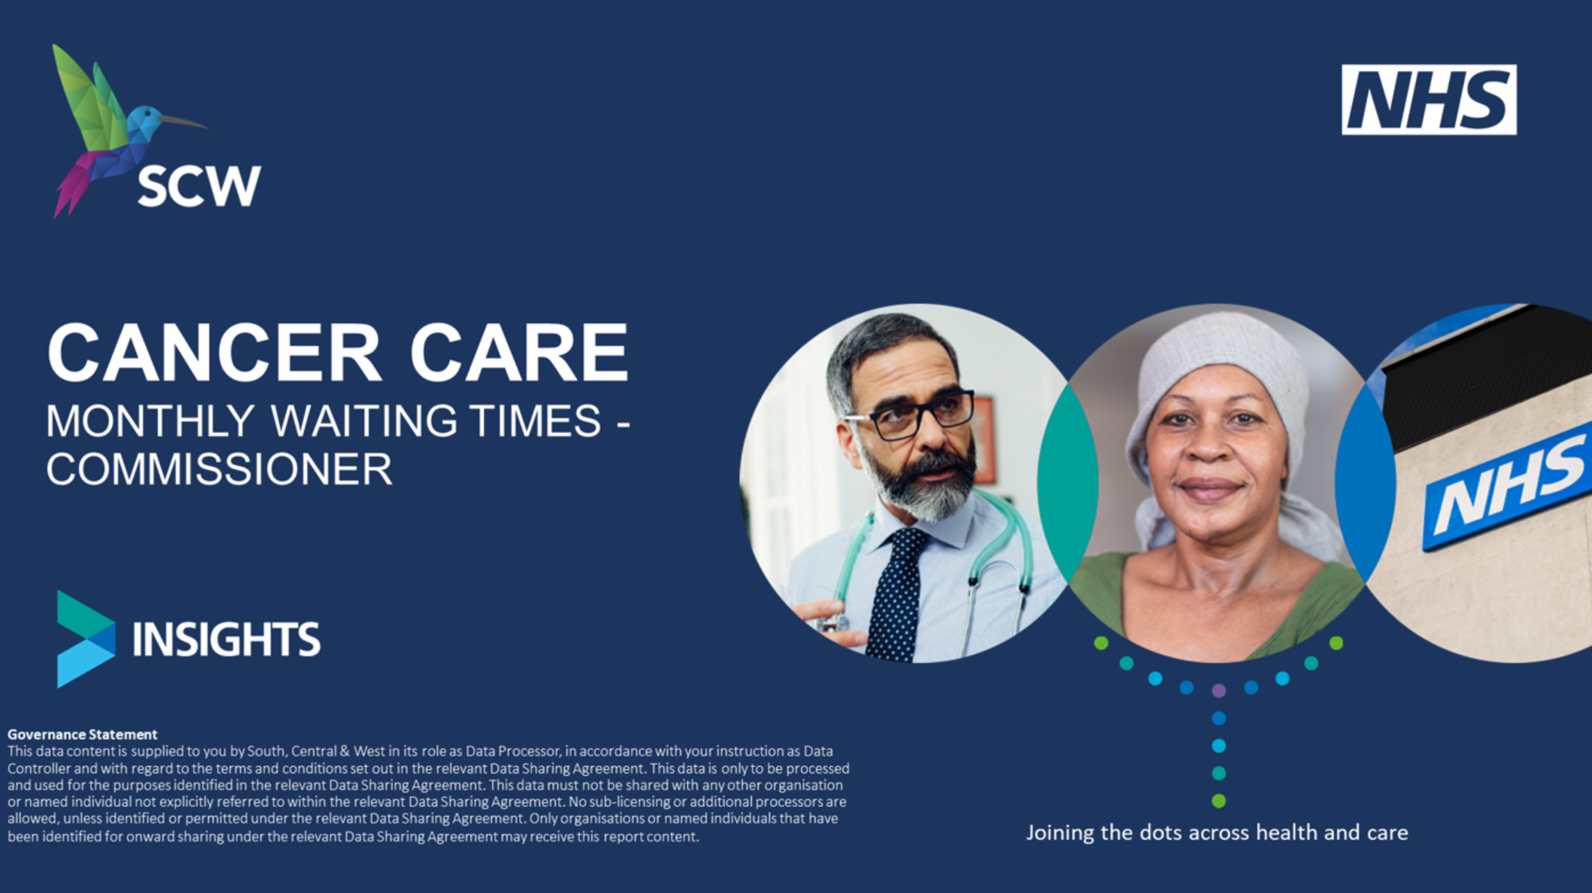 SCW
NHS
CANCER CARE
MONTHLY WAITING TIMES -
COMMISSIONER
NHS
INSIGHTS
Governance Statement
This data content is supplied to you by South, Central & West in its role as Data Processor, in accordance with your instruction as Data
Controller and with regard to the terms and conditions set out in the relevant Data Sharing Agreement. This data is only to be processed
and used for the purposes identified in the relevant Data Sharing Agreement. This data must not be shared with any other organisation
or named individual not explicitly referred to within the relevant Data Sharing Agreement. No sub-licensing or additional processors are
allowed, unless identified or permitted under the relevant Data Sharing Agreement. Only organisations or named individuals that have
been identified for onward sharing under the relevant Data Sharing Agreement may receive this report content.
Joining the dots across health and care